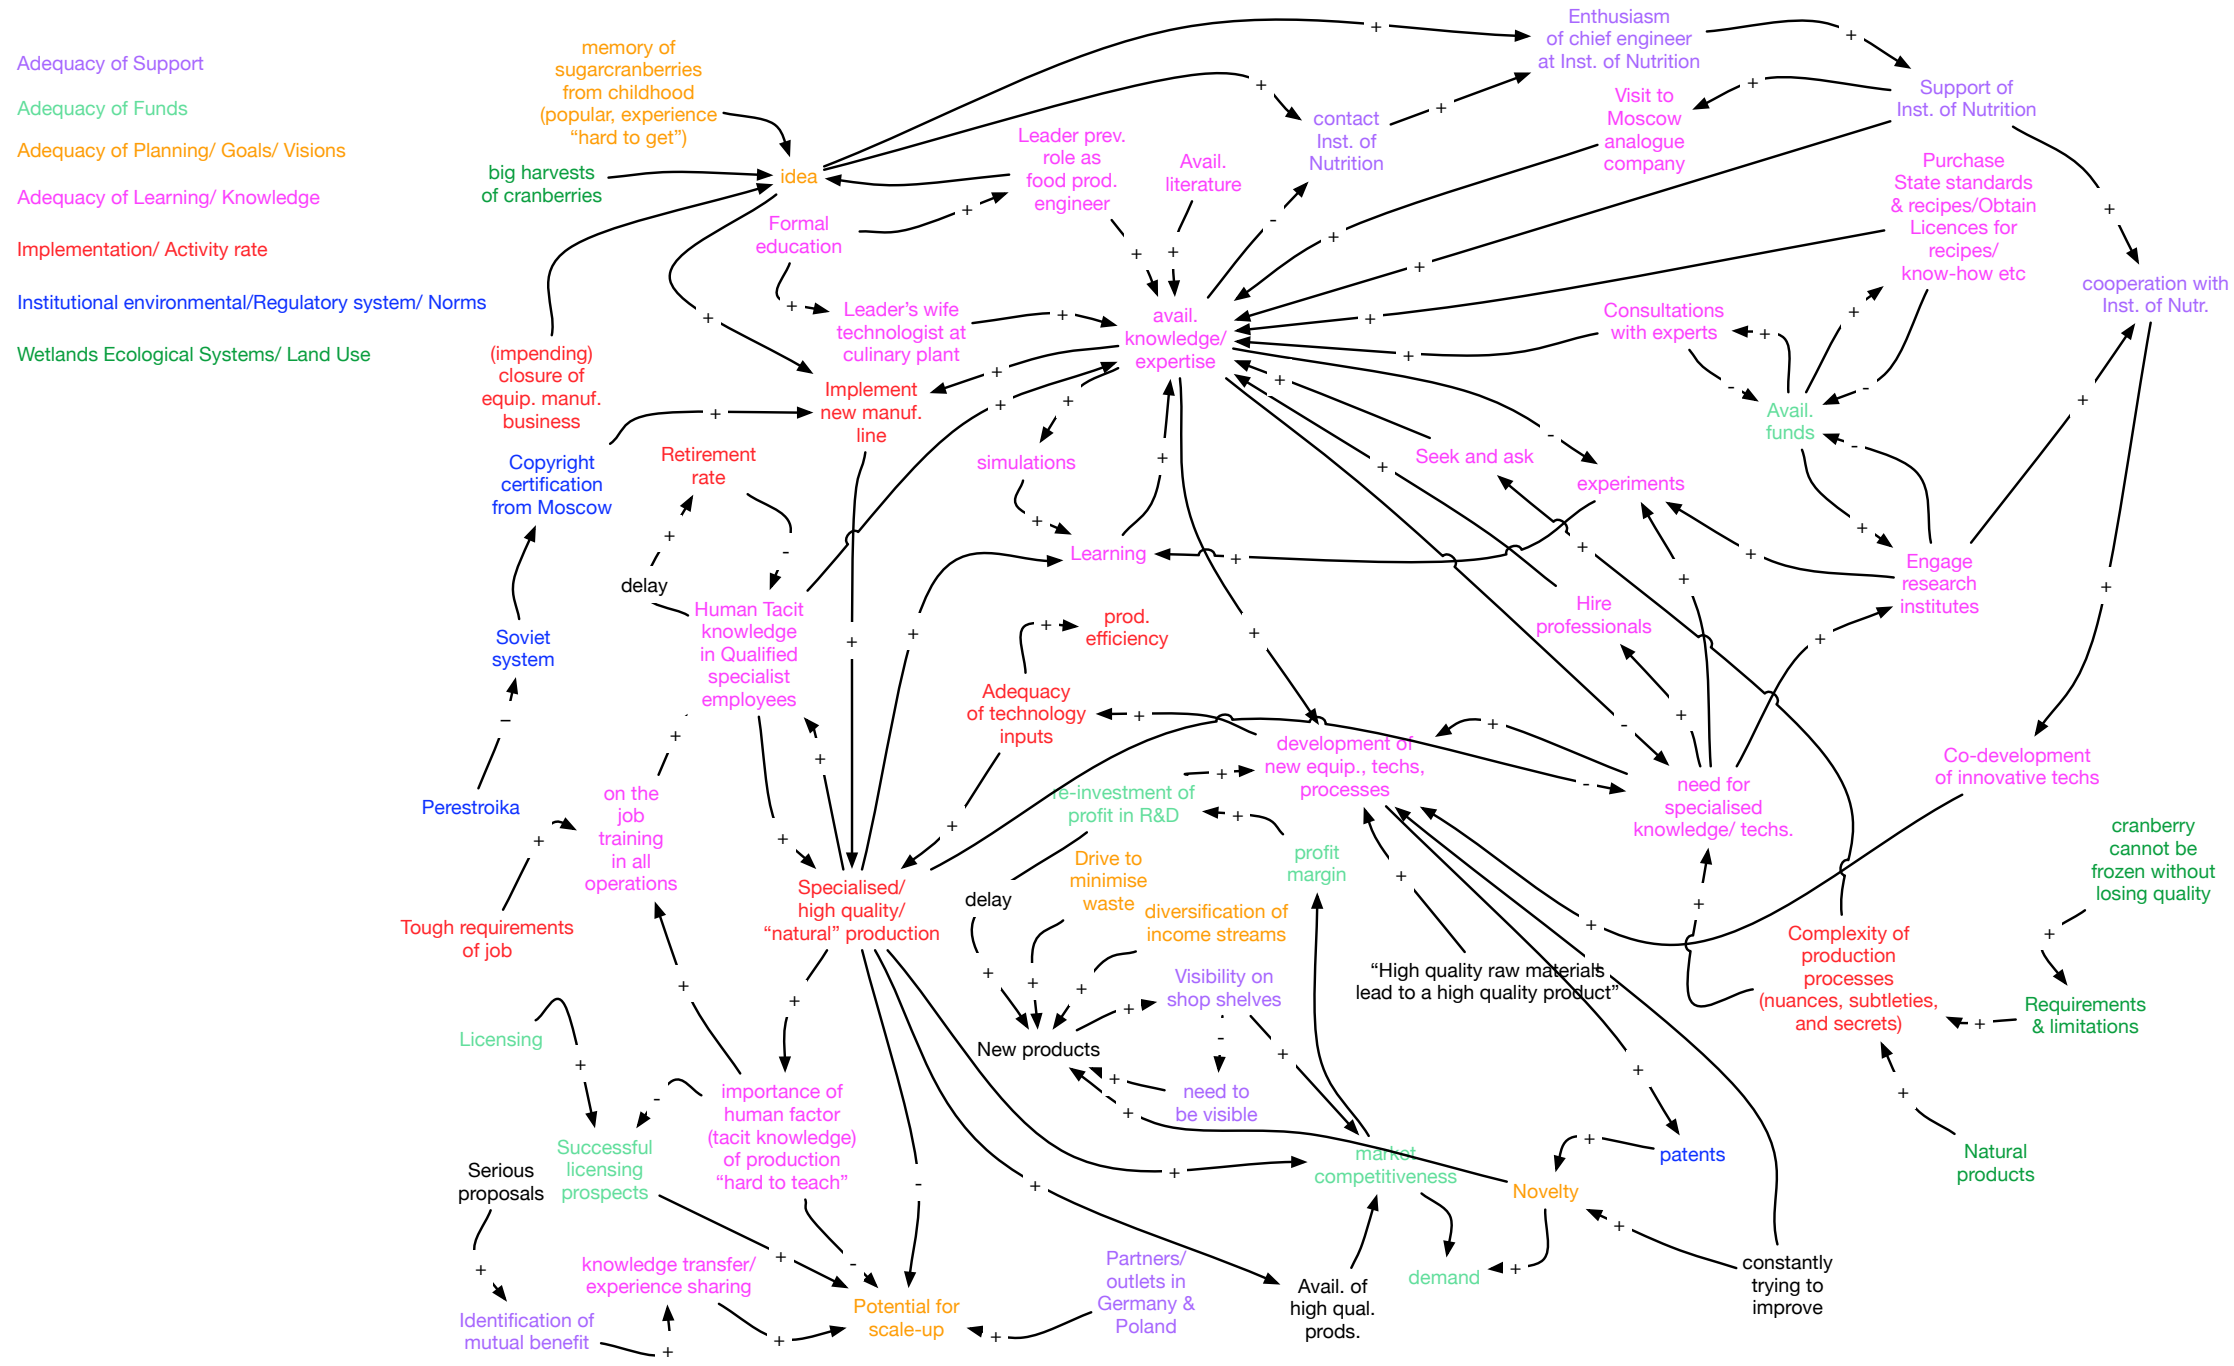 Adequacy of Support
Adequacy of Funds
Adequacy of Planning/ Goals/ Visions
Adequacy of Learning/ Knowledge
Implementation/ Activity rate
Institutional environmental/Regulatory system/ Norms
Wetlands Ecological Systems/ Land Use
memory of
sugarcranberries
from childhood
(popular, experience
“hard to get”)
big harvests
of cranberries
idea
Formal
education
Leader prev.
role as
food prod.
engineer
Avail.
literature
contact
Inst. of
Nutrition
Enthusiasm
of chief engineer
at Inst. of Nutrition
Visit to
Moscow
analogue
company
Support of
Inst. of Nutrition
Purchase
State standards
& recipes/Obtain
Licences for
recipes/
know-how etc
cooperation with
Inst. of Nutr.
Leader’s wife
technologist at
culinary plant
avail.
knowledge/
expertise
Consultations
with experts
Avail.
funds
(impending)
closure of
equip. manuf.
business
Implement
new manuf.
line
Copyright
certification
from Moscow
Retirement
rate
simulations
Seek and ask
experiments
Learning
Engage
research
institutes
delay
Human Tacit
knowledge
in Qualified
specialist
employees
Soviet
system
prod.
efficiency
Hire
professionals
Adequacy
of technology
inputs
Perestroika
on the
job
training
in all
operations
development of
new equip., techs,
processes
re-investment of
profit in R&D
need for
specialised
knowledge/ techs.
Co-development
of innovative techs
cranberry
cannot be
frozen without
losing quality
profit
margin
Drive to
minimise
waste
delay
diversification of
income streams
Specialised/
high quality/
“natural” production
Tough requirements
of job
“High quality raw materials
lead to a high quality product”
Complexity of
production
processes
(nuances, subtleties,
and secrets)
Requirements
& limitations
Visibility on
shop shelves
New products
need to
be visible
Licensing
importance of
human factor
(tacit knowledge)
of production
“hard to teach”
Successful
licensing
prospects
Serious
proposals
market
competitiveness
Novelty
patents
Natural
products
knowledge transfer/
experience sharing
Identification of
mutual benefit
Potential for
scale-up
Partners/
outlets in
Germany &
Poland
Avail. of
high qual.
prods.
demand
constantly
trying to
improve